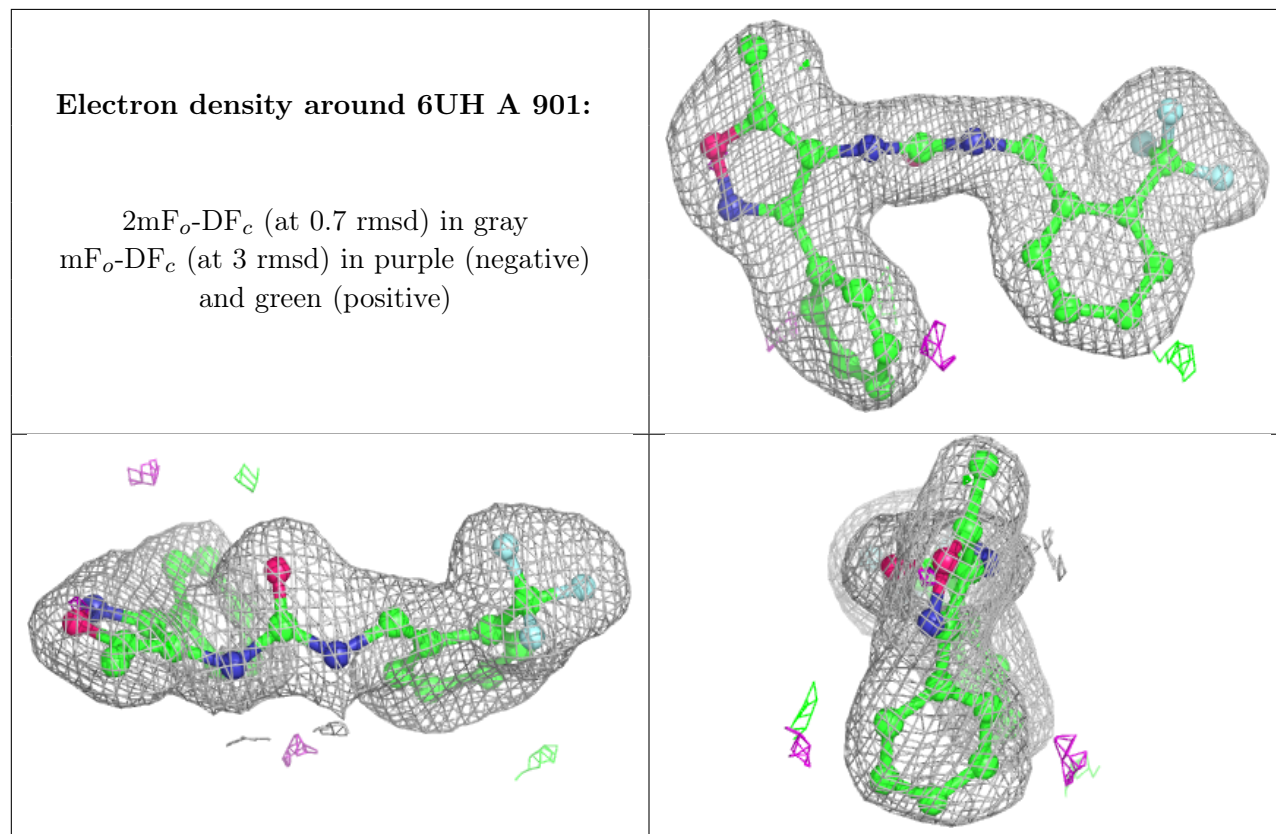 Electron density around 6UH A 901:
2mFo-DFc (at 0.7 rmsd) in gray
mFo-DFc (at 3 rmsd) in purple (negative)
and green (positive)